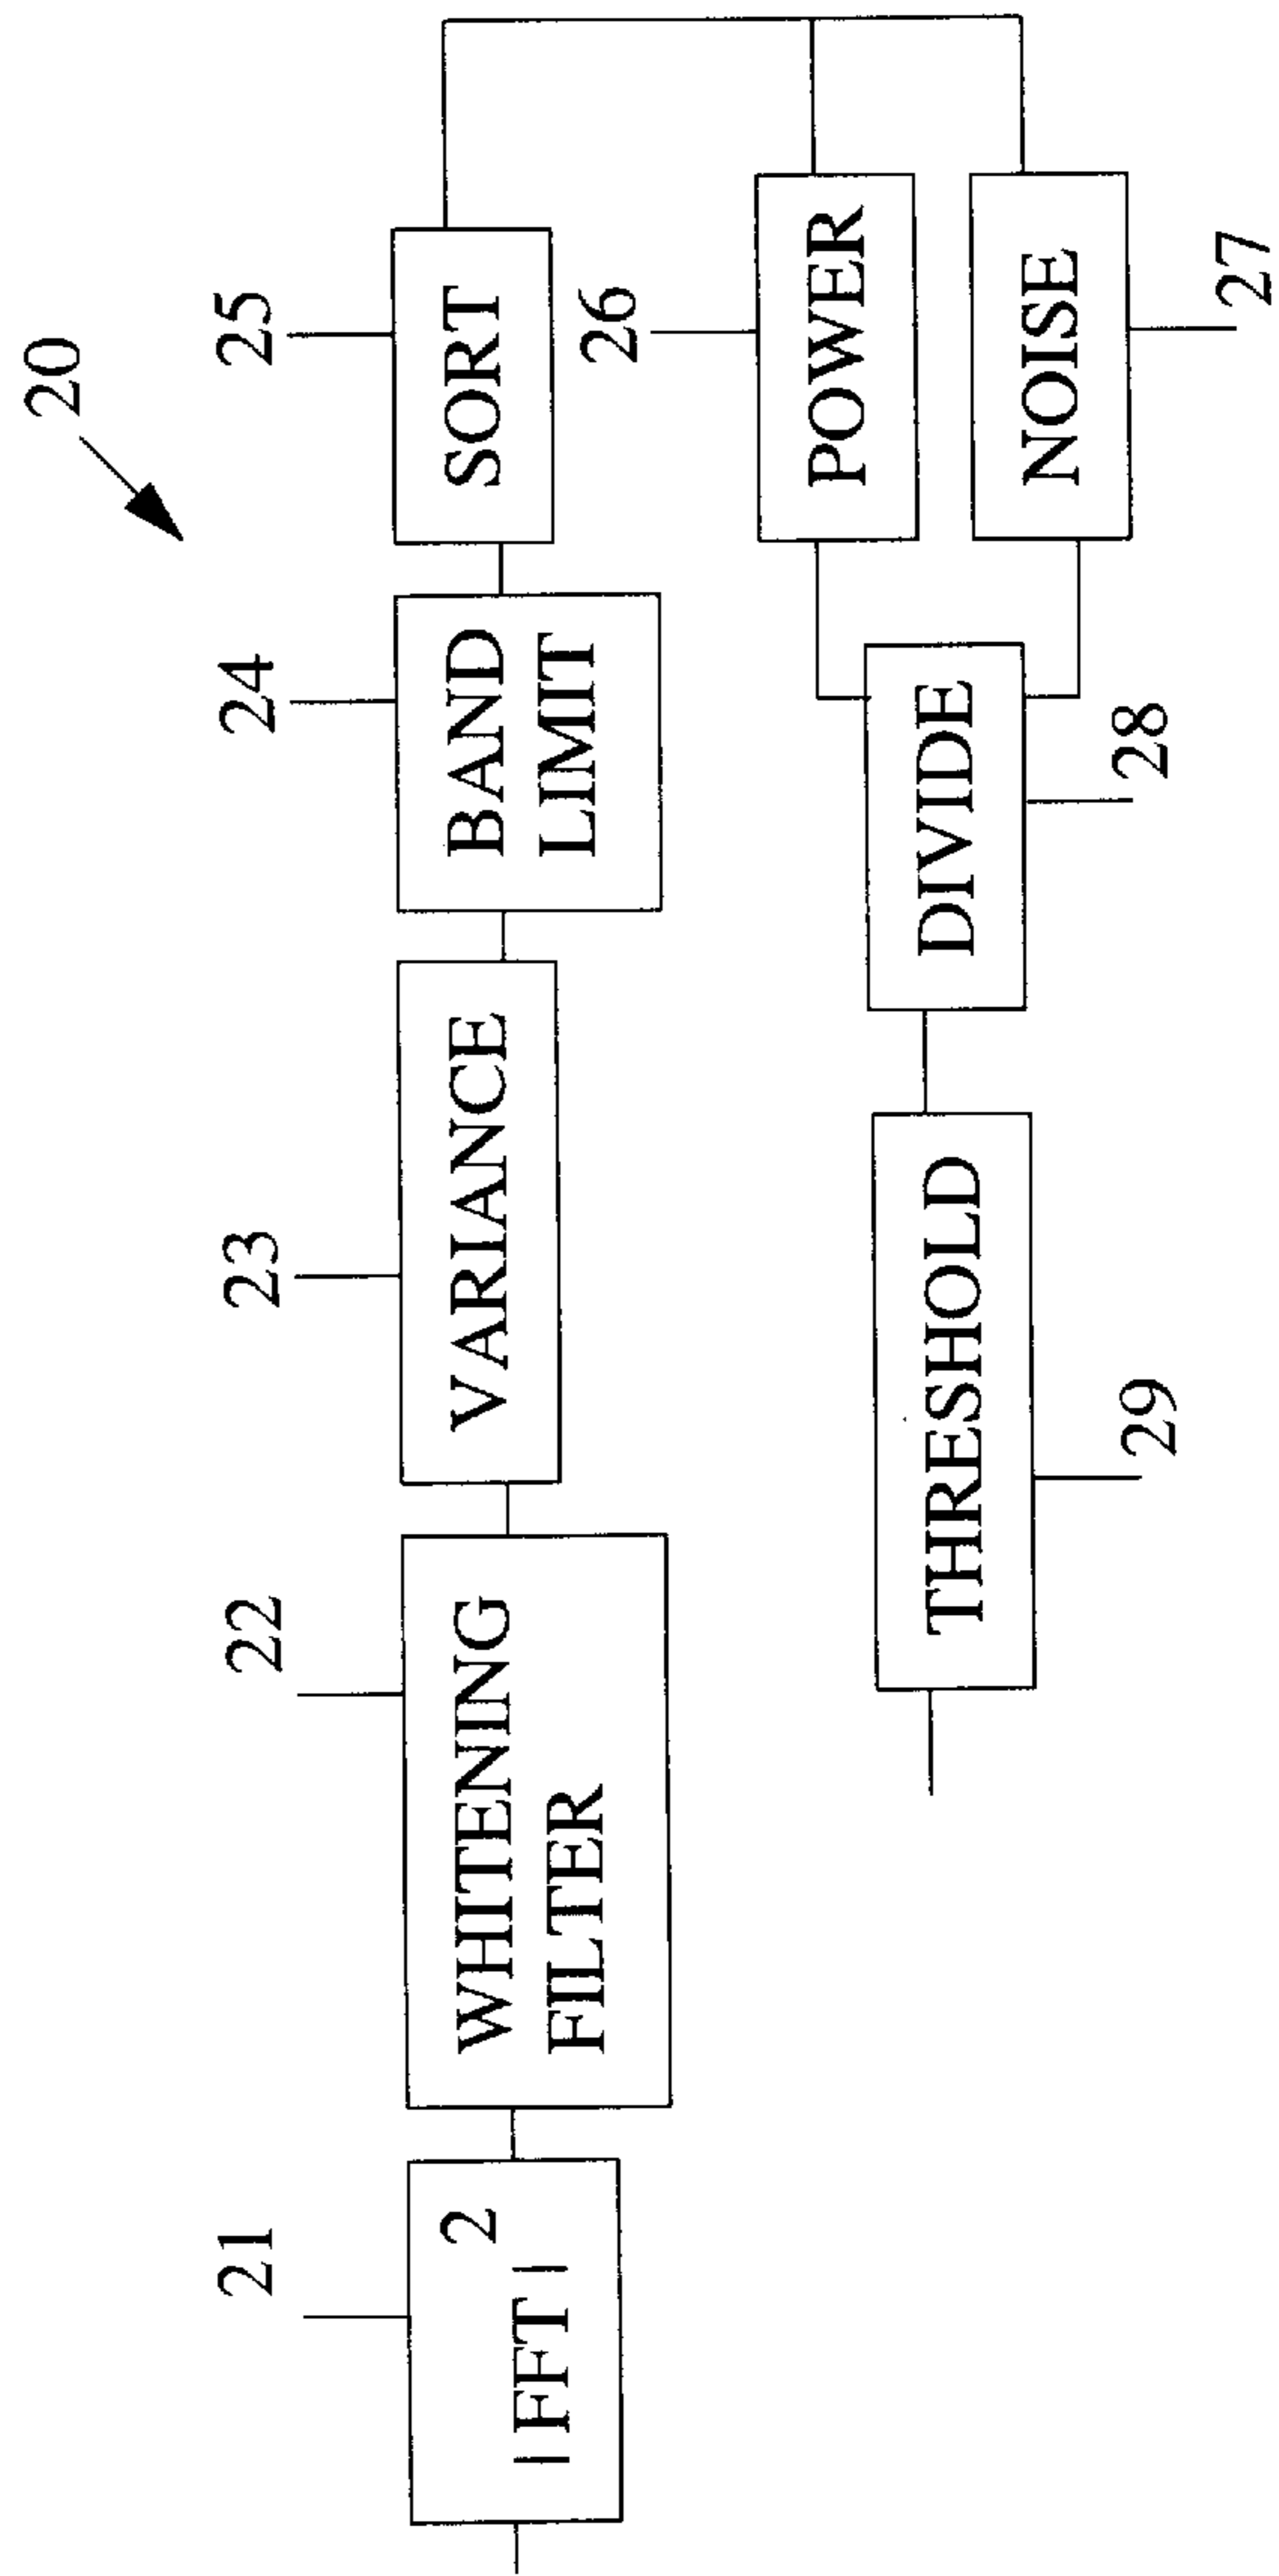 20
21
22
23
24
25
|FFT|2
WHITENING
FILTER
VARIANCE
BAND
LIMIT
SORT
26
POWER
THRESHOLD
DIVIDE
NOISE
29
28
27